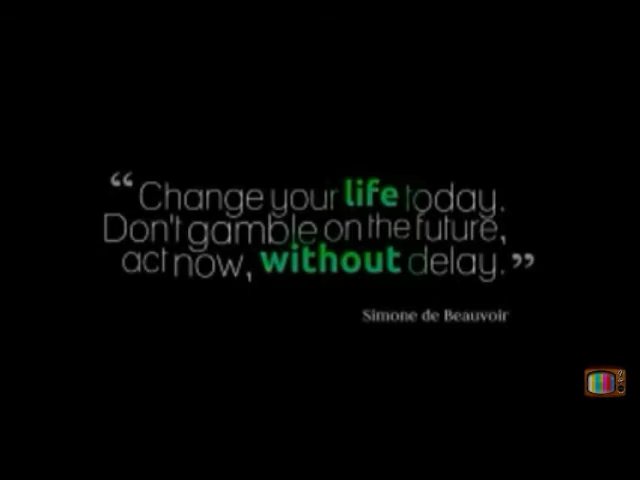 “Change your life today.
Don't gamble on the future,
act now, without delay.”
Simone de Beauvoir